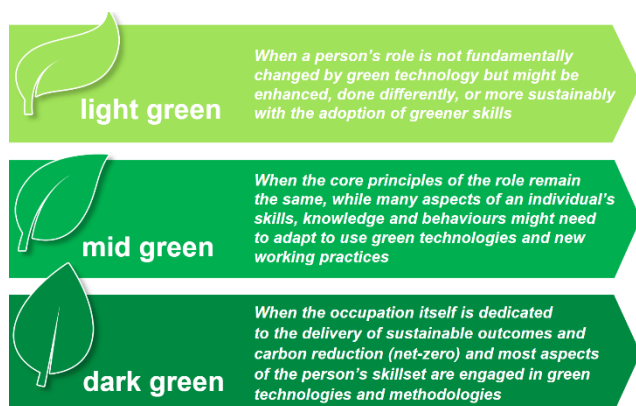 light green
When a person's role is not fundamentally
changed by green technology but might be
enhanced, done differently, or more sustainably
with the adoption of greener skills
mid green
When the core principles of the role remain
the same, while many aspects of an individual's
skills, knowledge and behaviours might need
to adapt to use green technologies and new
working practices
dark green
When the occupation itself is dedicated
to the delivery of sustainable outcomes and
carbon reduction (net-zero) and most aspects
of the person's skillset are engaged in green
technologies and methodologies